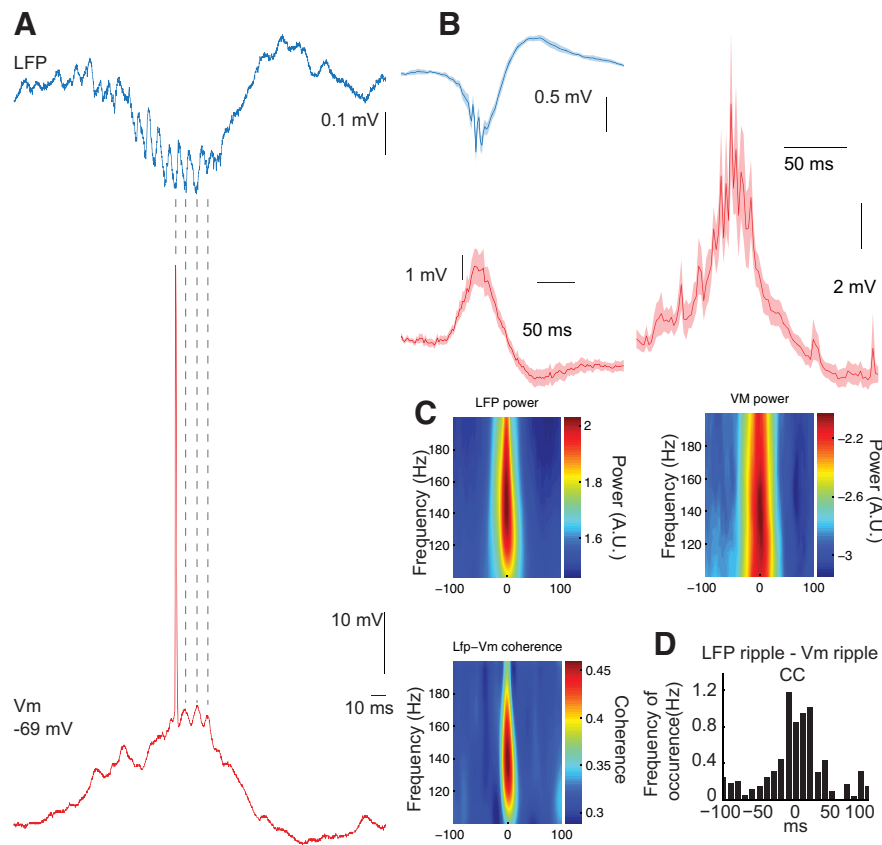 A
LFP
0.1 mV
10 mV
10 ms
Vm
-69 mV
B
0.5 mV
1 mV
50 ms
50 ms
2 mV
C
LFP power
Frequency (Hz)
180
160
140
120
-100
0
100
2
1.8
1.6
Power (A.U.)
VM power
Frequency (Hz)
180
160
140
120
-100
0
100
-2.2
-2.6
-3
Power (A.U.)
Lfp-Vm coherence
Frequency (Hz)
180
160
140
120
-100
0
100
0.45
0.4
0.35
0.3
Coherence
D
LFP ripple - Vm ripple
CC
Frequency of
occurence(Hz)
1.2
0.4
0
-100
-50
0
50
100
ms